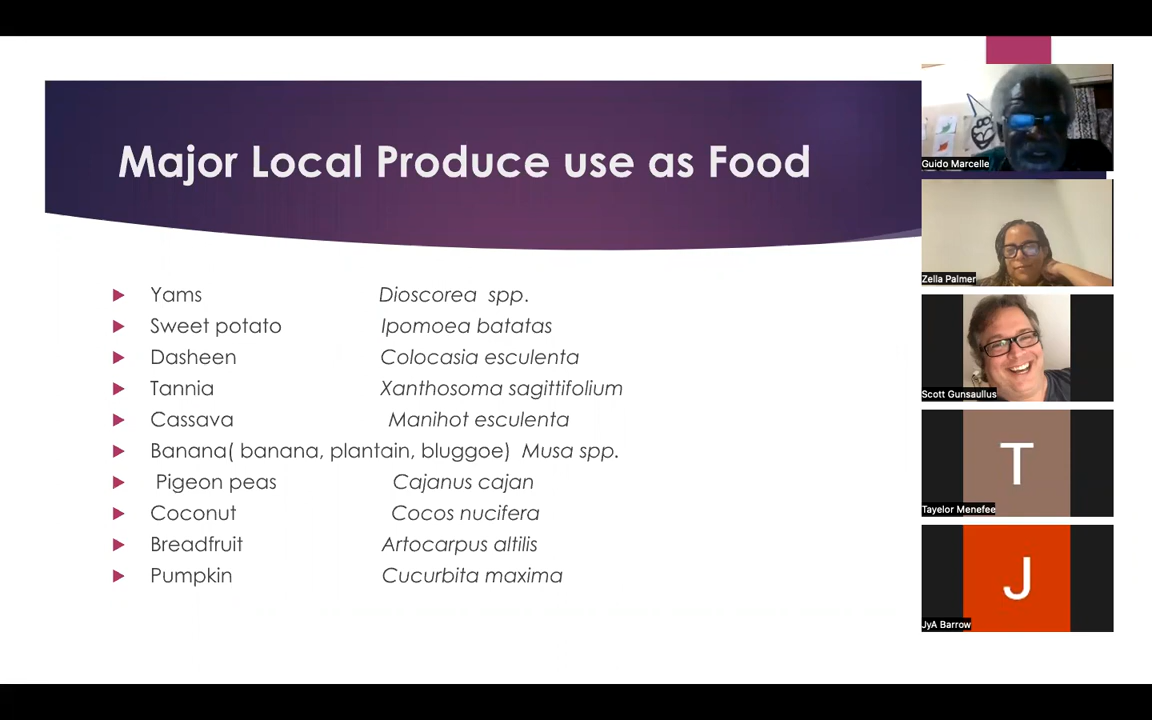 Major Local Produce use as Food
Yams Dioscorea spp.
Sweet potato Ipomoea batatas
Dasheen Colocasia esculenta
Tannia Xanthosoma sagittifolium
Cassava Manihot esculenta
Banana( banana, plantain, bluggoe) Musa spp.
Pigeon peas Cajanus cajan
Coconut Cocos nucifera
Breadfruit Artocarpus altilis
Pumpkin Cucurbita maxima
Guido Marcelle
Zella Palmer
Scott Gunsaullus
T
Tayelor Menefee
J
JyA Barrow